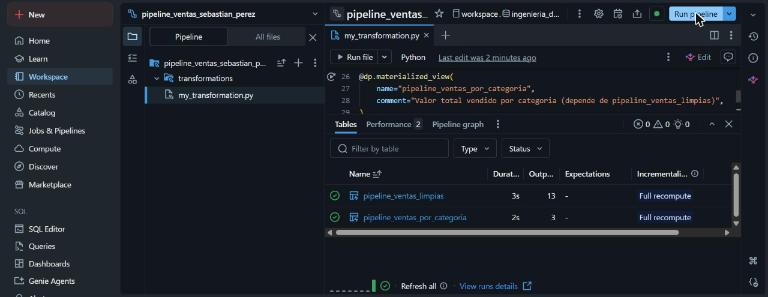 New
Home
Learn
Workspace
Recents
Catalog
Jobs & Pipelines
Compute
Discover
Marketplace
SQL
SQL Editor
Queries
Dashboards
Genie Agents
pipeline_ventas_sebastian_perez
Pipeline
All files
pipeline_ventas_sebastian_p...
transformations
my_transformation.py
pipeline_ventas...
workspace.
ingenieria_d...
Run pipeline
my_transformation.py
Run file
Python
Last edit was 2 minutes ago
Edit
26 @dp.materialized_view(
27 name="pipeline_ventas_por_categoria",
28 comment="Valor total vendido por categoria (depende de pipeline_ventas_limpias)",
29 )
Tables
Performance 2
Pipeline graph
0 0 0
Filter by table
Type
Status
Name Durat... Outp... Expectations Incrementali...
pipeline_ventas_limpias 3s 13 - Full recompute
pipeline_ventas_por_categoria 2s 3 - Full recompute
Refresh all
View runs details